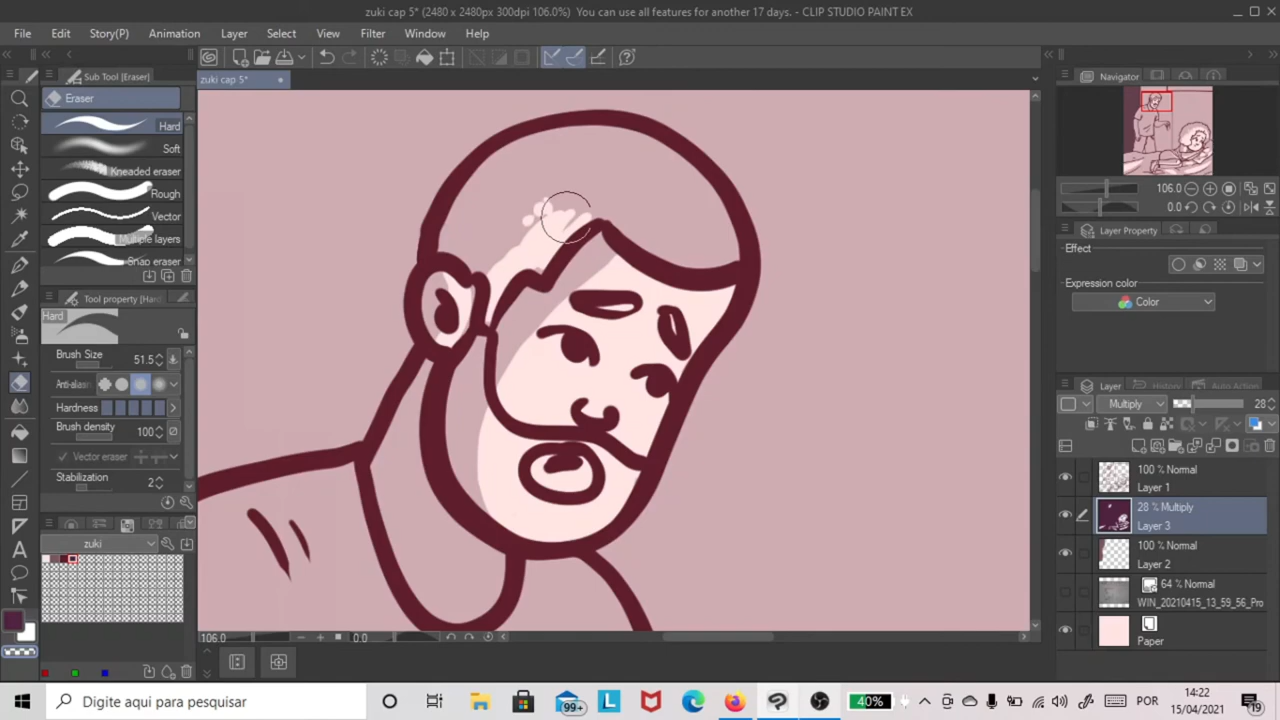 zuki cap 5* (2480 x 2480px 300dpi 106.0%)  You can use all features for another 17 days. - CLIP STUDIO PAINT EX
File Edit Story(P) Animation Layer Select View Filter Window Help
Sub Tool [Eraser]
zuki cap 5*
Navigator
Eraser
Hard
Soft
Kneaded eraser
Rough
Vector
Multiple layers
Snap eraser
106.0
0.0
Layer Property
Effect
Expression color
Color
Tool property [Hard]
Hard
Brush Size 51.5
Anti-alias
Hardness
Brush density 100
Vector eraser
Stabilization 2
zuki
Layer History Auto Action
Multiply 28
100 % Normal
Layer 1
28 % Multiply
Layer 3
100 % Normal
Layer 2
64 % Normal
WIN_20210415_13_59_56_Pro
Paper
106.0 0.0
Digite aqui para pesquisar
99+
L
40%
POR
14:22
15/04/2021
19